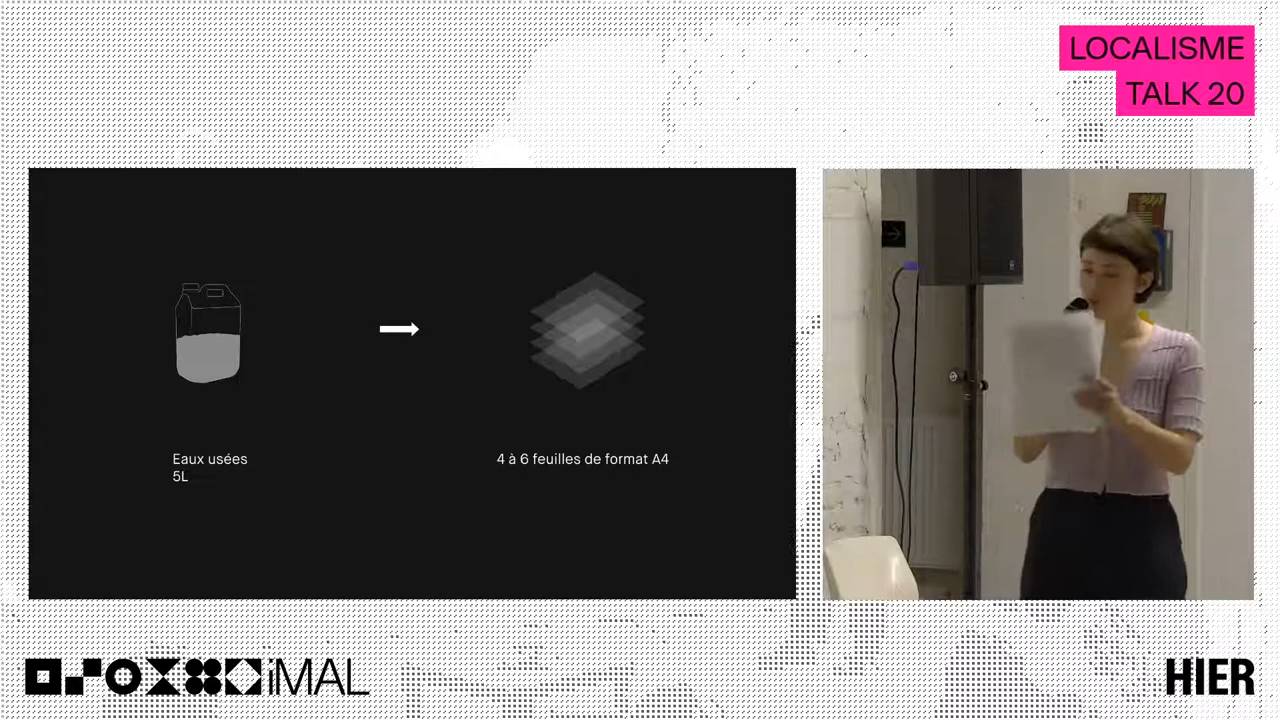 LOCALISME
TALK 20
Eaux usées
5L
4 à 6 feuilles de format A4
iMAL
HIER